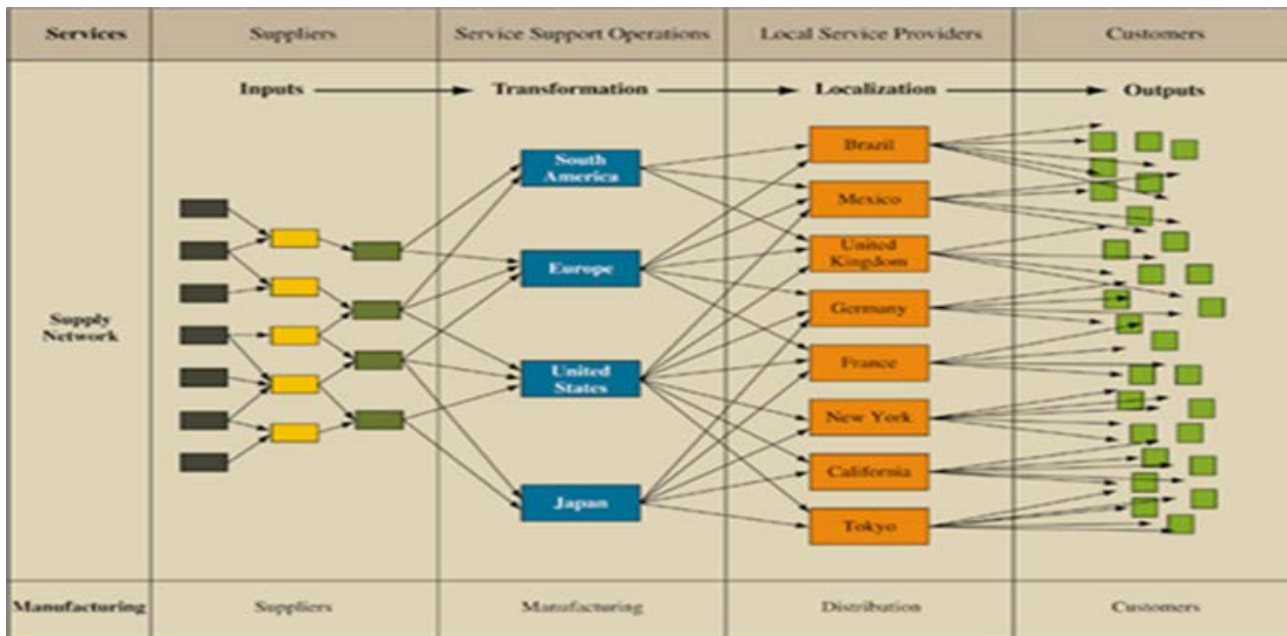 Services Suppliers Service Support Operations Local Service Providers Customers
Inputs Transformation Localization Outputs
South
America
Europe
United
States
Japan
Brazil
Mexico
United
Kingdom
Germany
France
New York
California
Tokyo
Supply
Network
Manufacturing Suppliers Manufacturing Distribution Customers